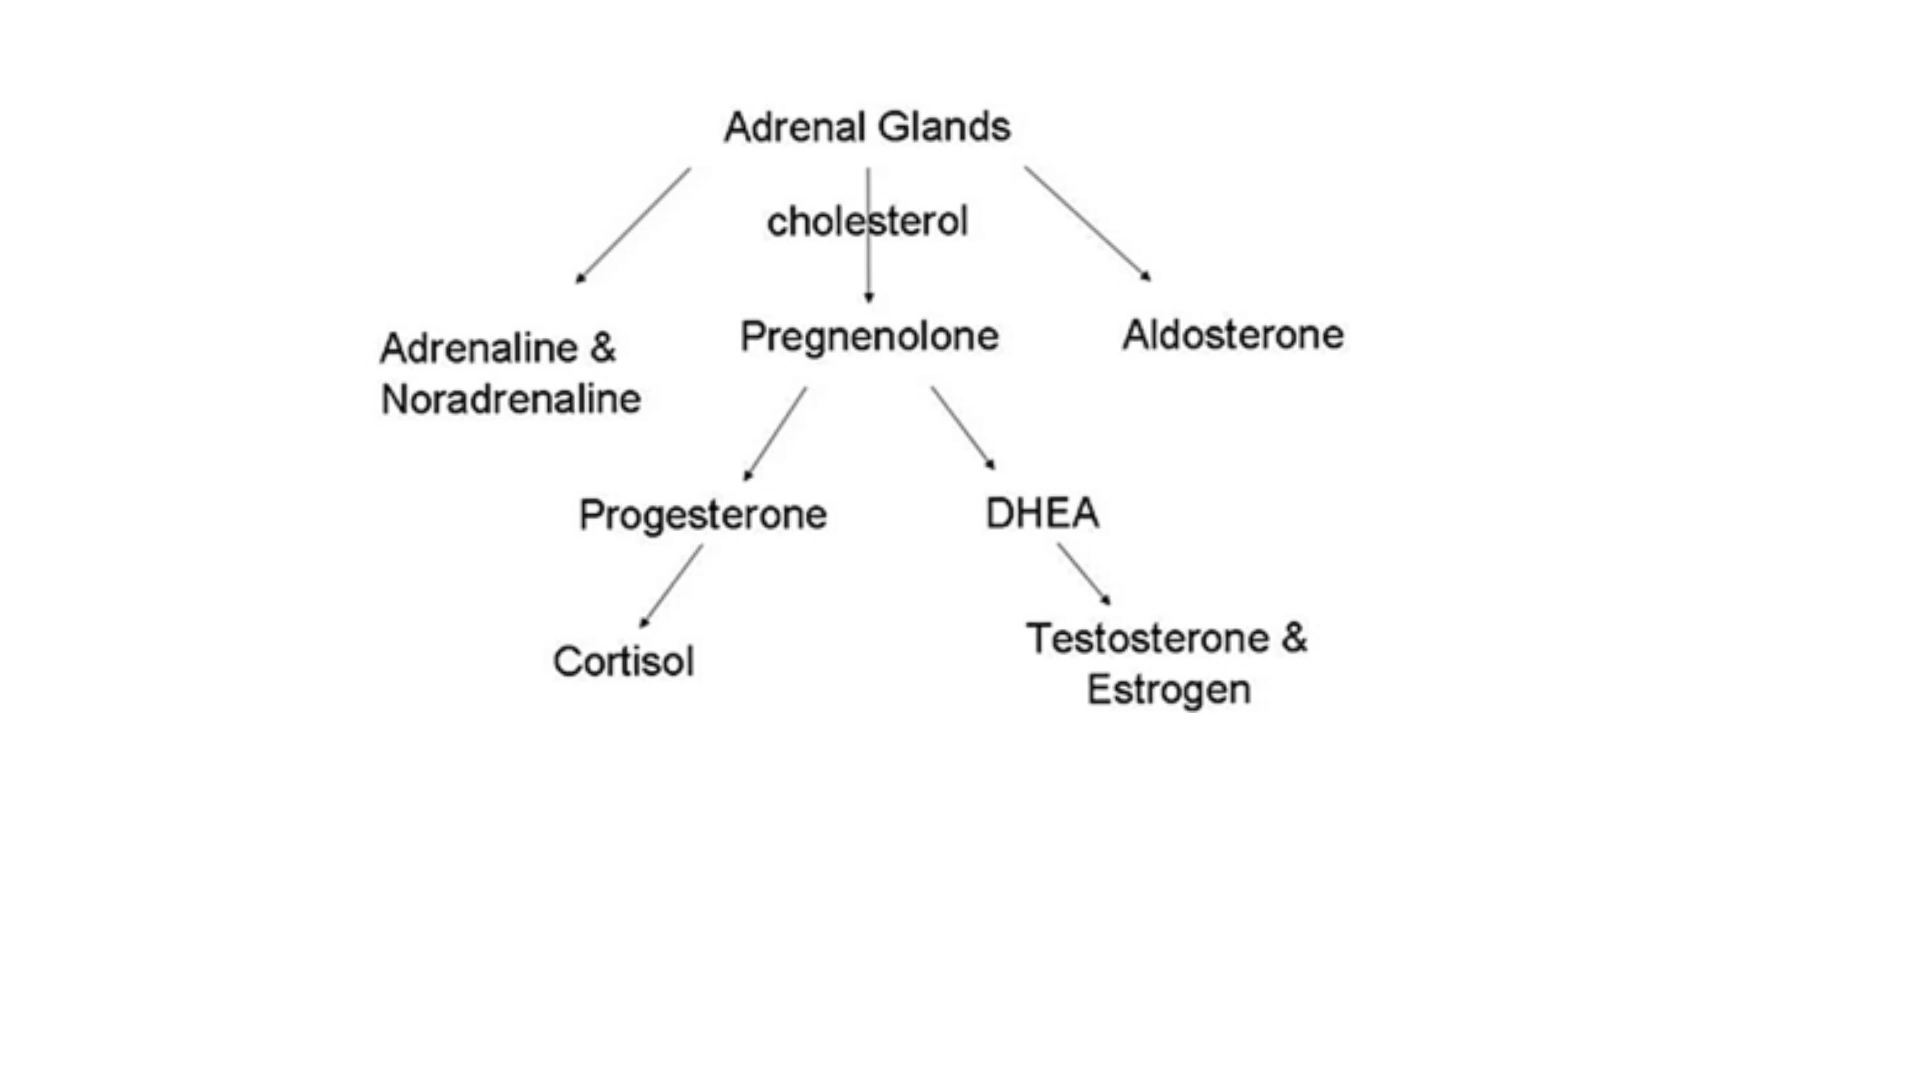 Adrenal Glands
cholesterol
Adrenaline &
Noradrenaline
Pregnenolone
Aldosterone
Progesterone
DHEA
Cortisol
Testosterone &
Estrogen